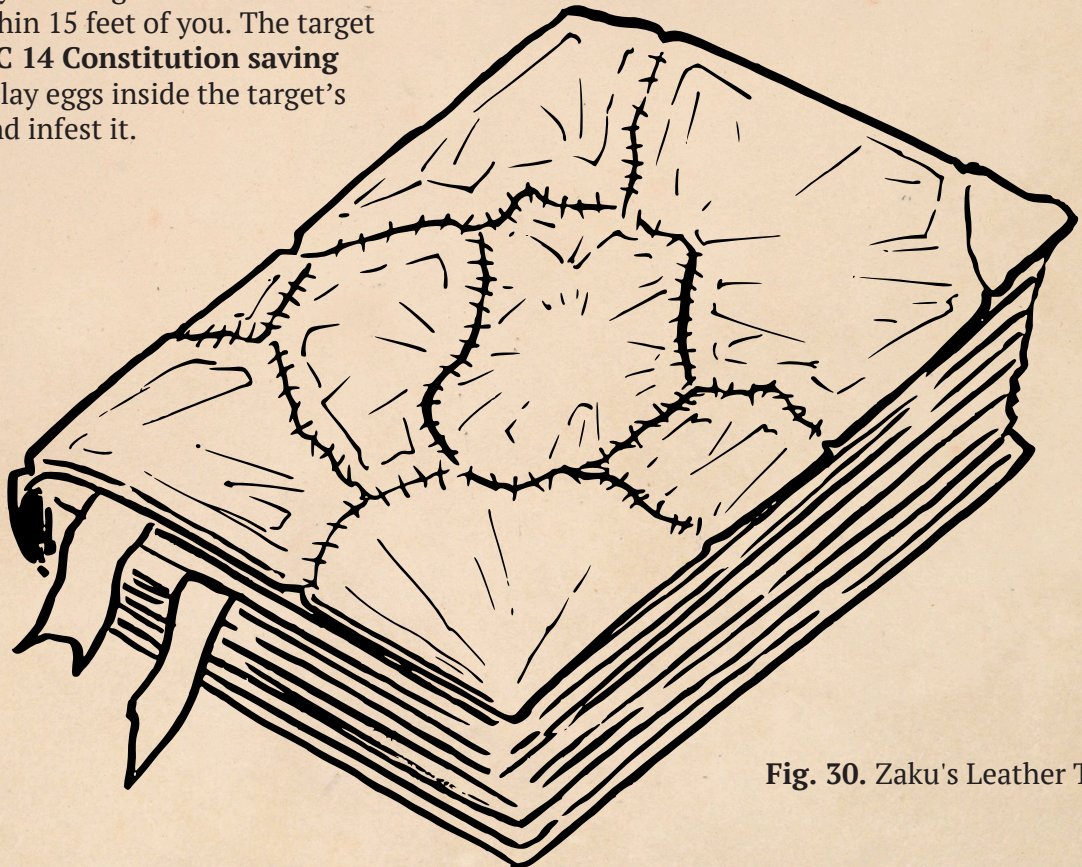 thin 15 feet of you. The target
C 14 Constitution saving
lay eggs inside the target's
nd infest it.
Fig. 30. Zaku's Leather T